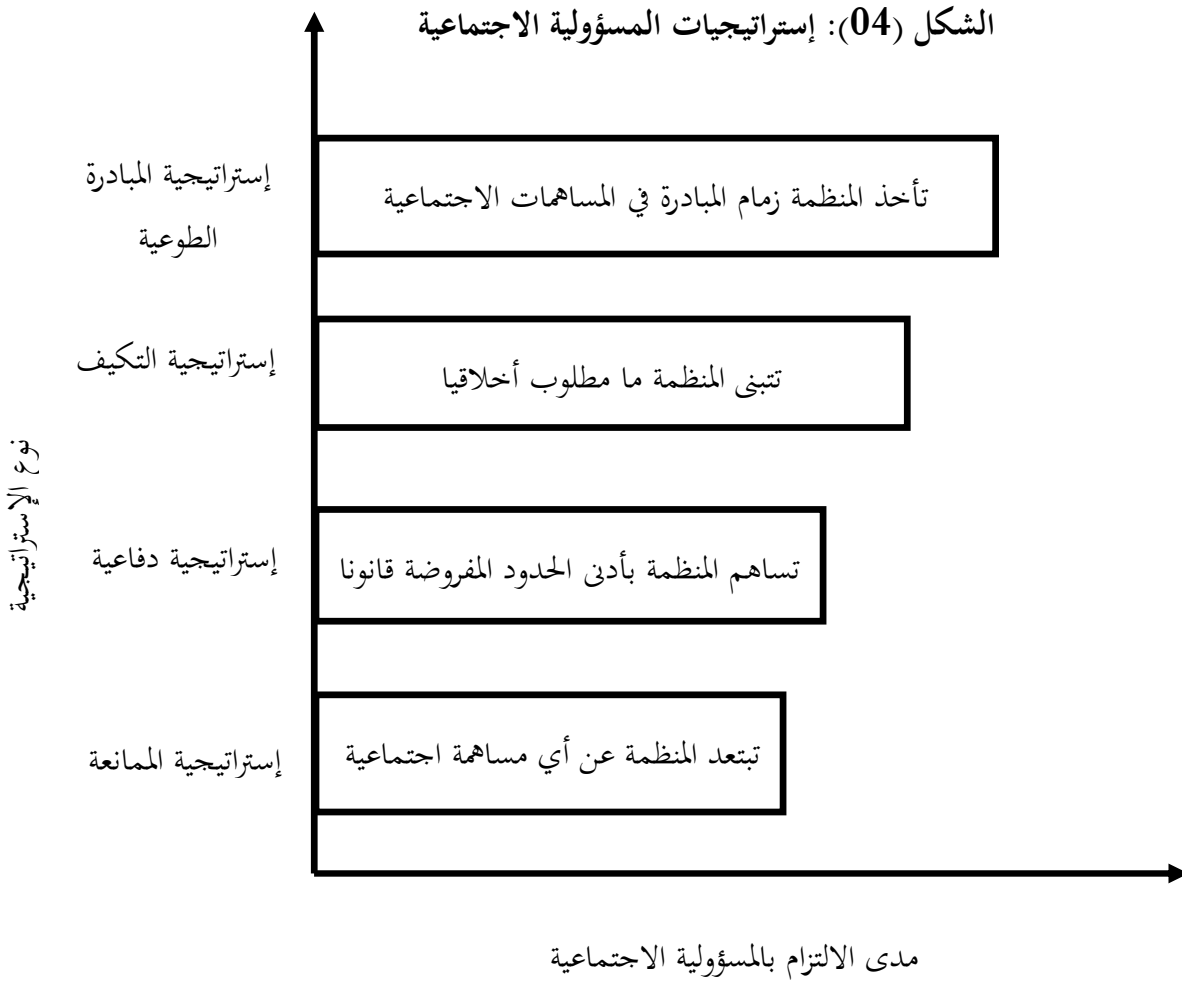 الشكل (04): إستراتيجيات المسؤولية الاجتماعية
إستراتيجية المبادرة
الطوعية
تأخذ المنظمة زمام المبادرة في المساهمات الاجتماعية
إستراتيجية التكيف
تتبنى المنظمة ما مطلوب أخلاقيا
نوع الإستراتيجية
إستراتيجية دفاعية
تساهم المنظمة بأدنى الحدود المفروضة قانونا
إستراتيجية الممانعة
تبتعد المنظمة عن أي مساهمة اجتماعية
مدى الالتزام بالمسؤولية الاجتماعية